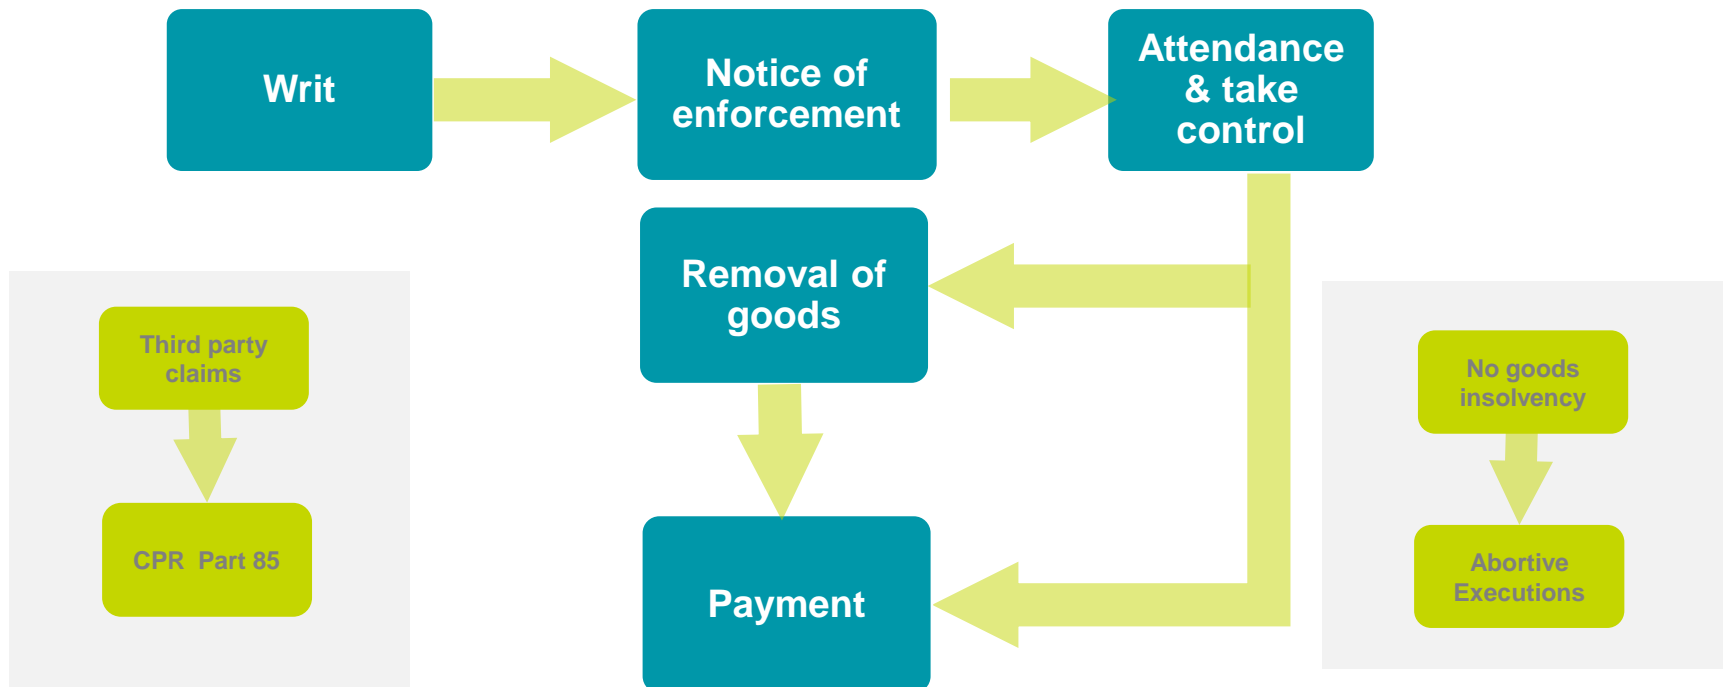 Writ
Notice of
enforcement
Attendance
& take
control
Removal of
goods
Third party
claims
No goods
insolvency
CPR  Part 85
Abortive
Executions
Payment